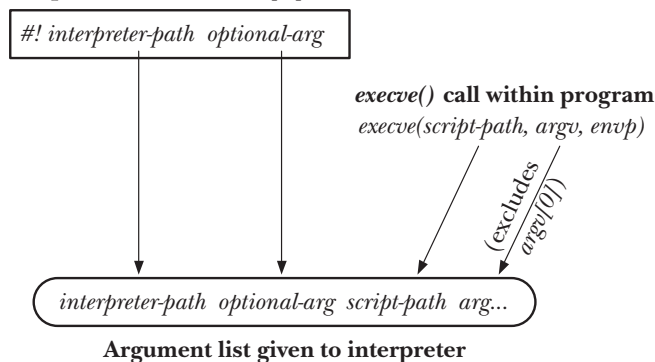 #! interpreter-path optional-arg
execve() call within program
execve(script-path, argv, envp)
(excludes
argv[0])
interpreter-path optional-arg script-path arg...
Argument list given to interpreter